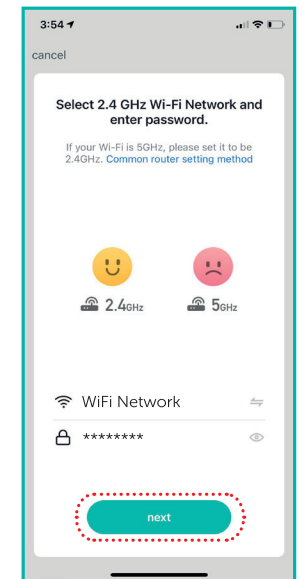 3:54
cancel
Select 2.4 GHz Wi-Fi Network and
enter password.
If your Wi-Fi is 5GHz, please set it to be
2.4GHz. Common router setting method
2.4GHz 5GHz
WiFi Network
********
next